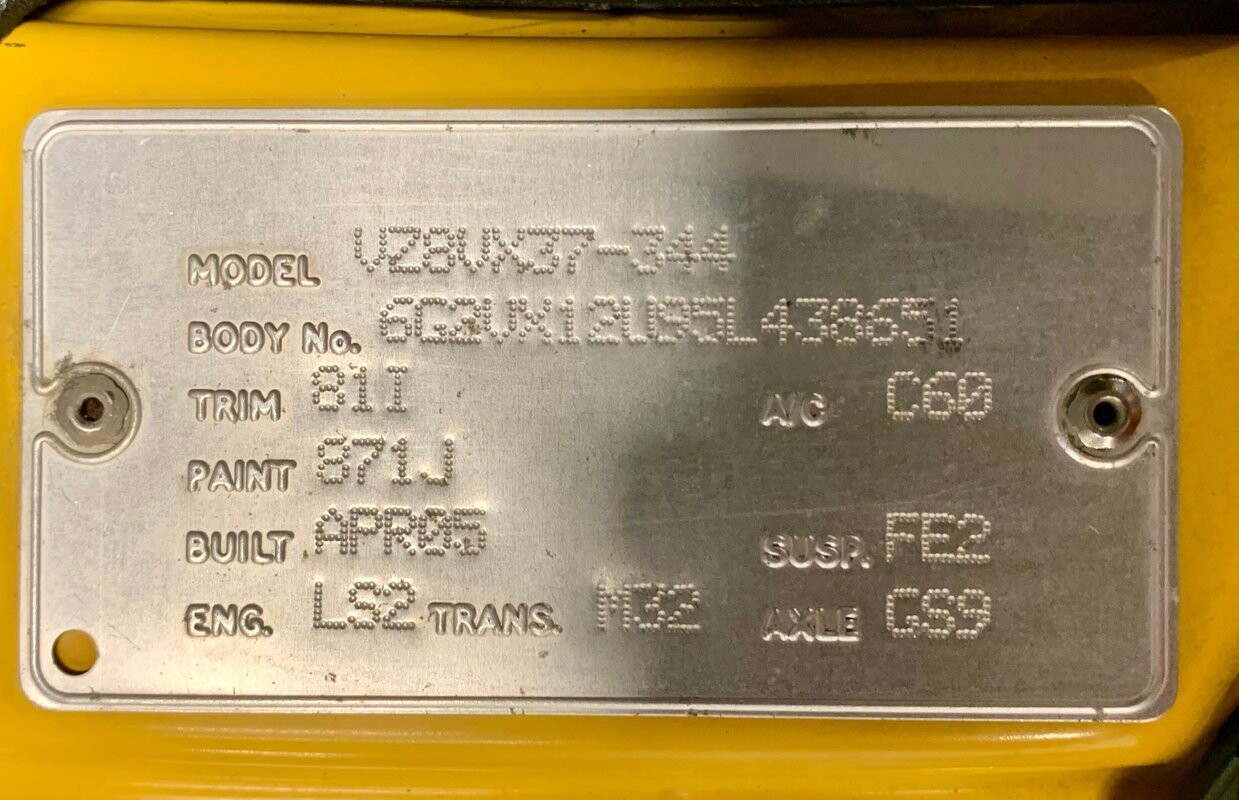 MODEL VZ8VX37-344
BODY No. 6G2VX12U95L438651
TRIM 81I A/C C60
PAINT 871J
BUILT APR05 SUSP. FE2
ENG. LS2 TRANS. M32 AXLE GS9